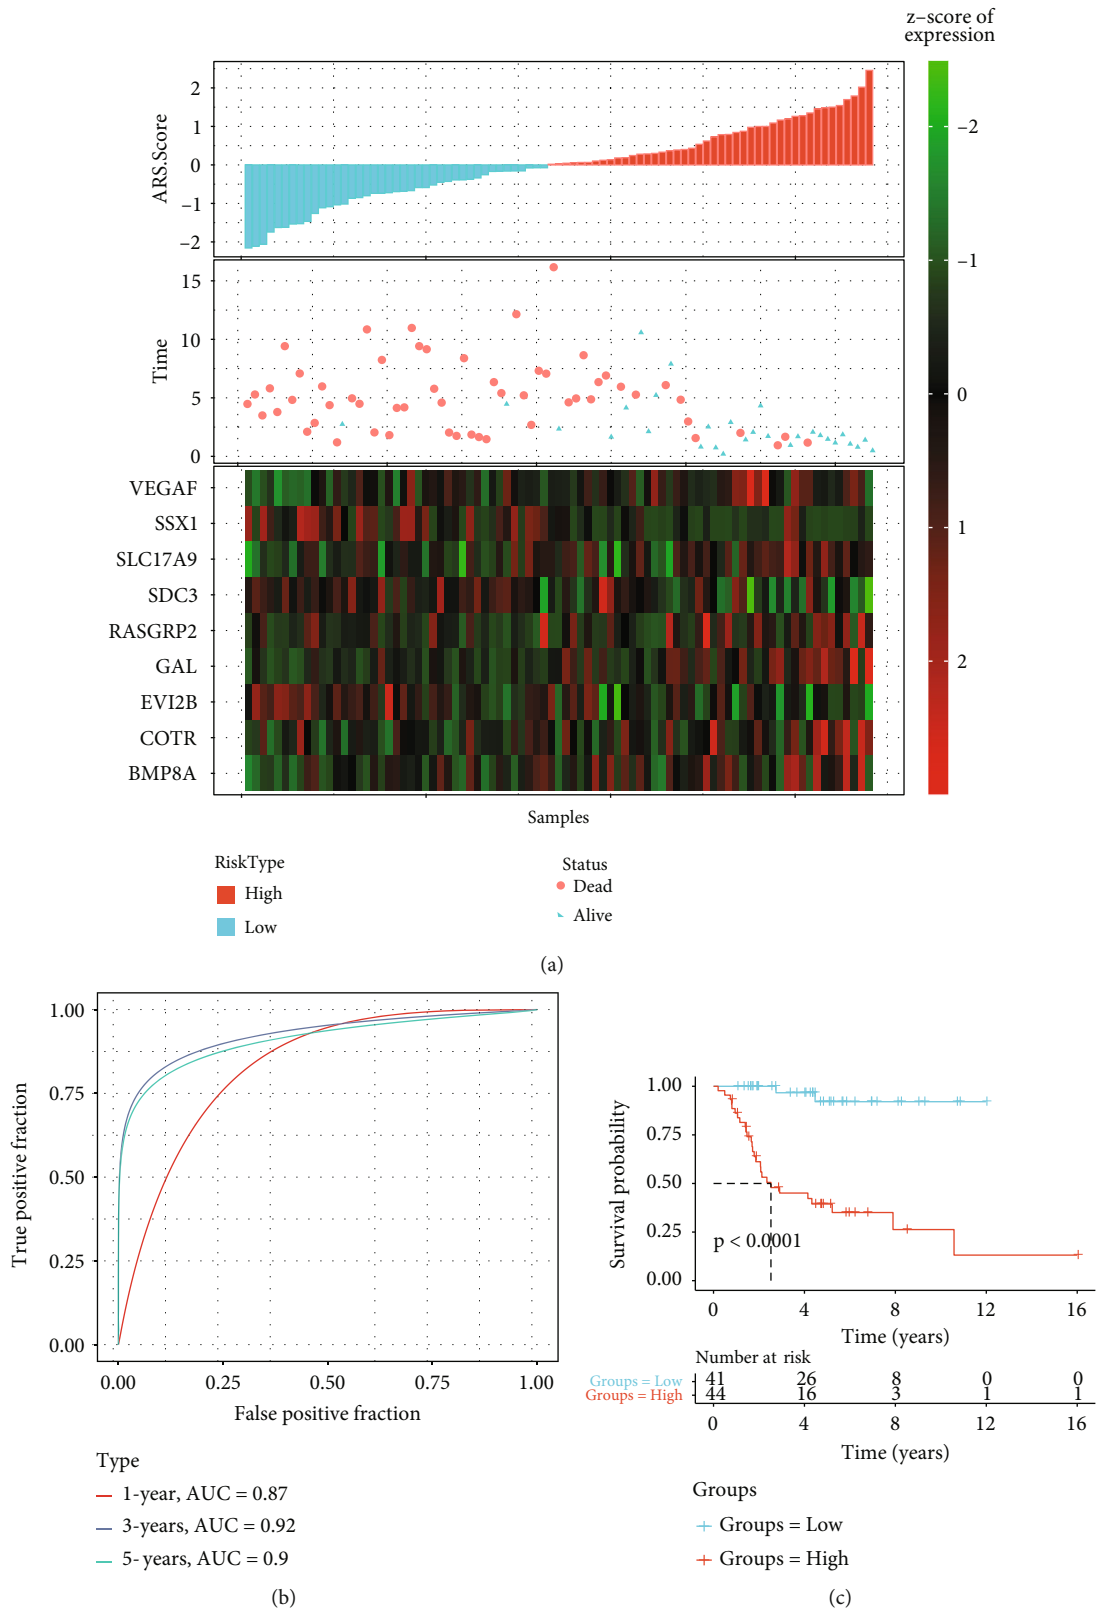 z–score of
expression
ARS.Score
2
1
0
−1
−2
Time
15
10
5
0
−2
−1
0
1
2
VEGAF
SSX1
SLC17A9
SDC3
RASGRP2
GAL
EVI2B
COTR
BMP8A
Samples
RiskType
High
Low
Status
Dead
Alive
(a)
True positive fraction
1.00
0.75
0.50
0.25
0.00
0.00 0.25 0.50 0.75 1.00
False positive fraction
Type
1-year, AUC = 0.87
3-years, AUC = 0.92
5-years, AUC = 0.9
(b)
Survival probability
1.00
0.75
0.50
0.25
0.00
p < 0.0001
0 4 8 12 16
Time (years)
Number at risk
Groups = Low 41 26 8 0 0
Groups = High 44 16 3 1 1
0 4 8 12 16
Time (years)
Groups
Groups = Low
Groups = High
(c)